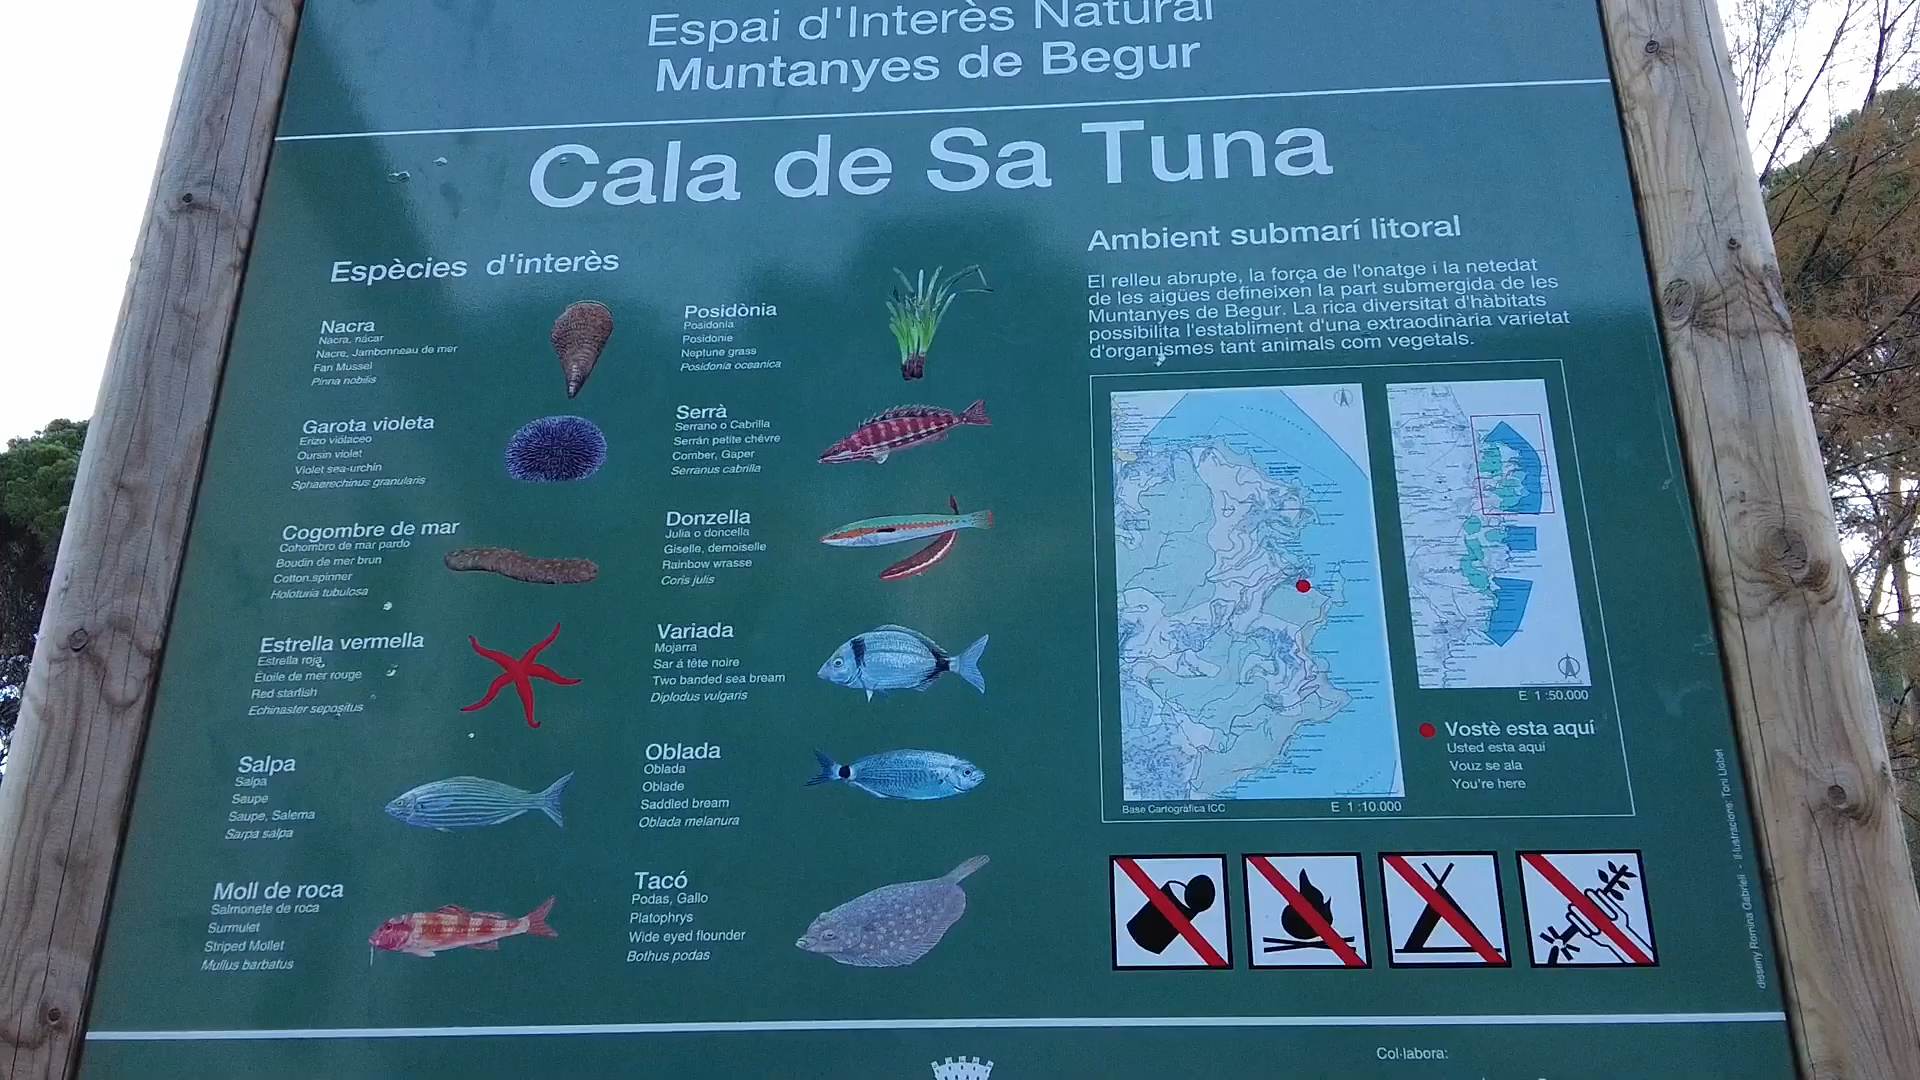 Espai d'Interès Natural
Muntanyes de Begur
Cala de Sa Tuna
Espècies d'interès
Nacra
Nacra, nácar
Nacre, Jambonneau de mer
Fan Mussel
Pinna nobilis
Garota violeta
Erizo violáceo
Oursin violet
Violet sea-urchin
Sphaerechinus granularis
Cogombre de mar
Cohombro de mar pardo
Boudin de mer brun
Cotton.spinner
Holoturia tubulosa
Estrella vermella
Estrella roja
Étoile de mer rouge
Red starfish
Echinaster sepositus
Salpa
Salpa
Saupe
Saupe, Salema
Sarpa salpa
Moll de roca
Salmonete de roca
Surmulet
Striped Mollet
Mullus barbatus
Posidònia
Posidonia
Posidonie
Neptune grass
Posidonia oceanica
Serrà
Serrano o Cabrilla
Serrán petite chévre
Comber, Gaper
Serranus cabrilla
Donzella
Julia o doncella
Giselle, demoiselle
Rainbow wrasse
Coris julis
Variada
Mojarra
Sar á tête noire
Two banded sea bream
Diplodus vulgaris
Oblada
Oblada
Oblade
Saddled bream
Oblada melanura
Tacó
Podas, Gallo
Platophrys
Wide eyed flounder
Bothus podas
Ambient submarí litoral
El relleu abrupte, la força de l'onatge i la netedat
de les aigües defineixen la part submergida de les
Muntanyes de Begur. La rica diversitat d'hàbitats
possibilita l'establiment d'una extraodinària varietat
d'organismes tant animals com vegetals.
E 1 :50.000
Vostè esta aquí
Usted esta aquí
Vouz se ala
You're here
Base Cartogràfica ICC
E 1 :10.000
disseny Romina Gabrieli - il·lustracions: Toni Llobet
Col·labora: